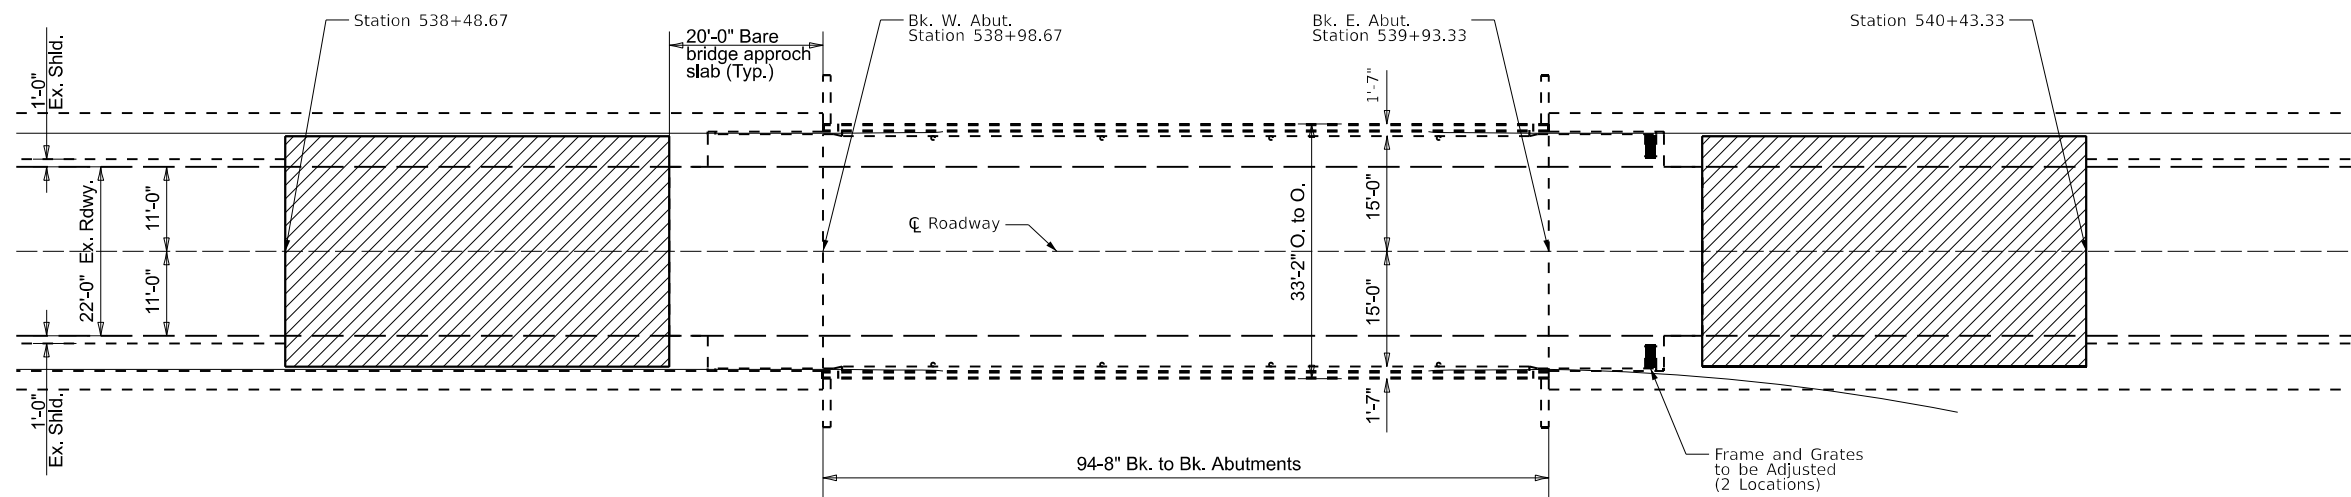 Station 538+48.67
Bk. W. Abut.
Station 538+98.67
Bk. E. Abut.
Station 539+93.33
Station 540+43.33
20'-0" Bare
bridge approch
slab (Typ.)
1'-0"
Ex. Shld.
1'-7"
22'-0" Ex. Rdwy.
11'-0"
11'-0"
℄ Roadway
33'-2" O. to O.
15'-0"
15'-0"
1'-0"
Ex. Shld.
1'-7"
94-8" Bk. to Bk. Abutments
Frame and Grates
to be Adjusted
(2 Locations)